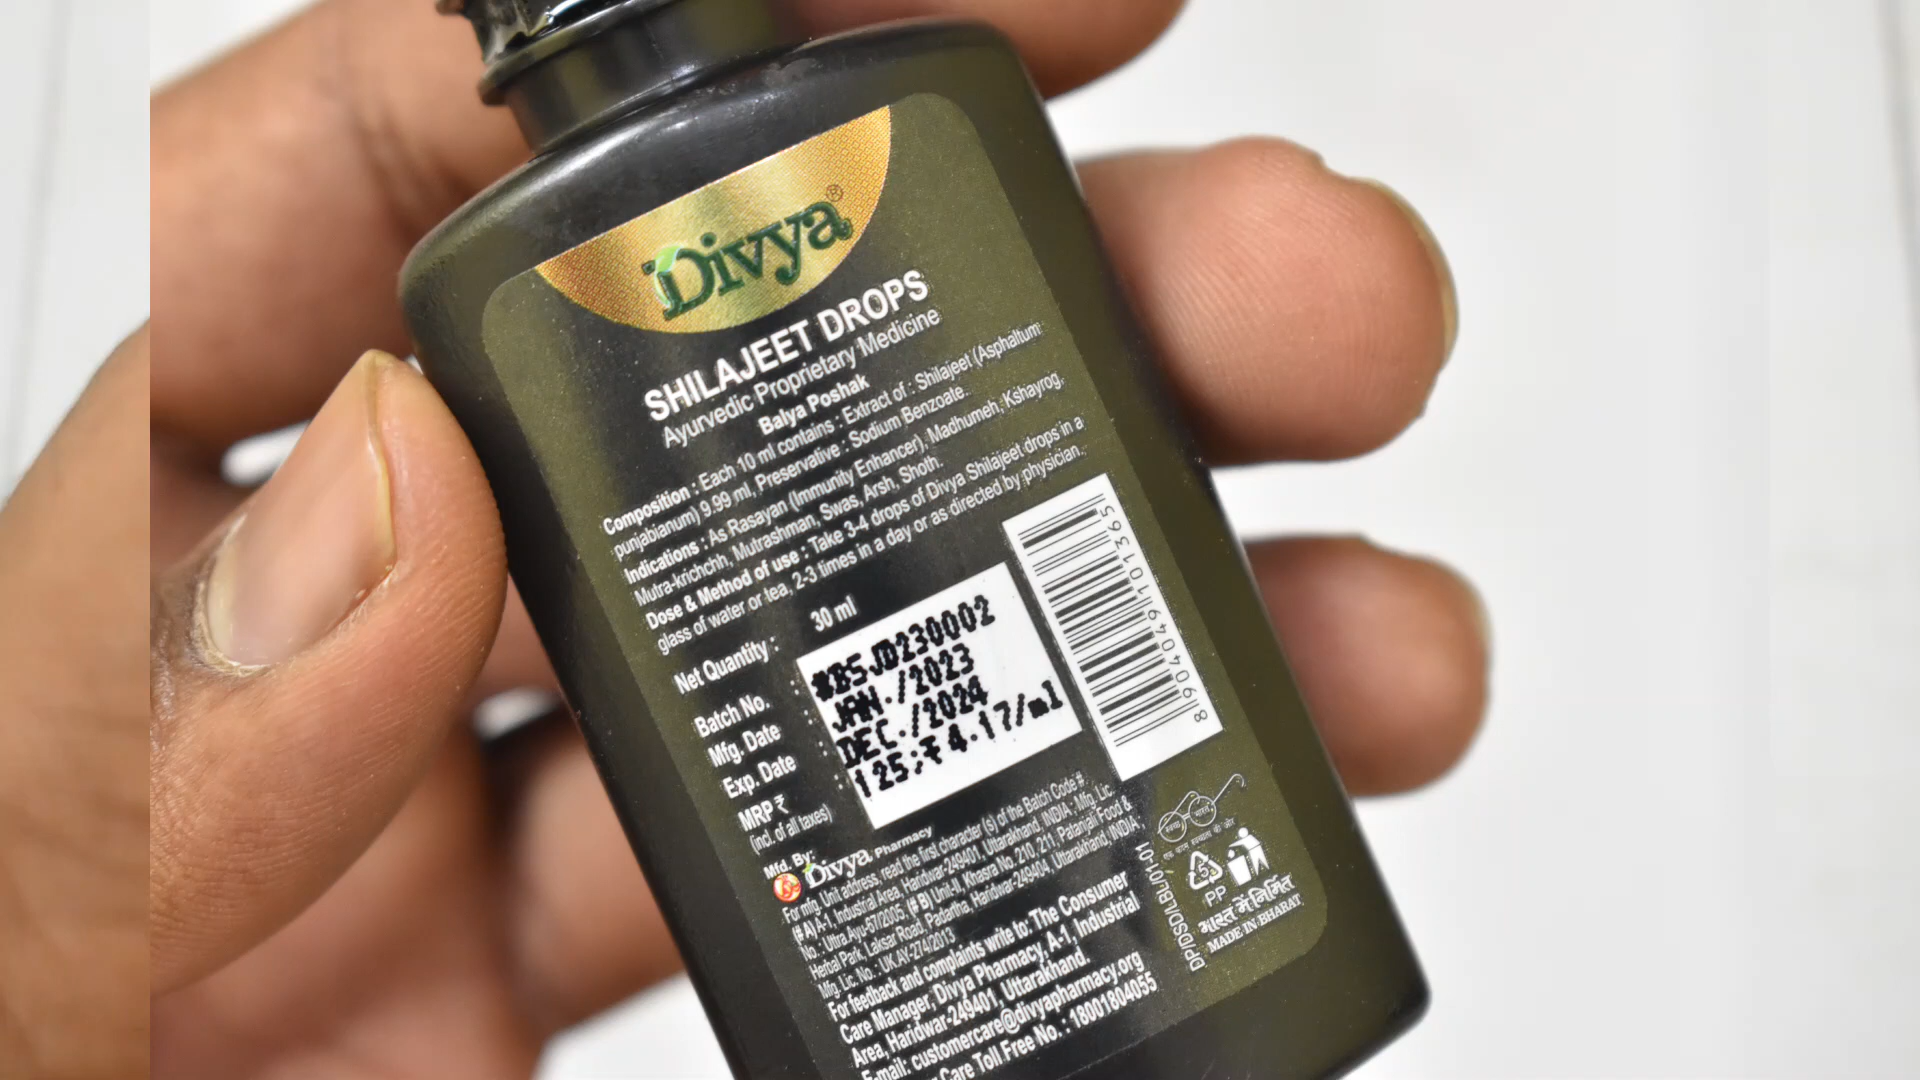 Divya®
SHILAJEET DROPS
Ayurvedic Proprietary Medicine
Balya Poshak
Composition : Each 10 ml contains : Extract of : Shilajeet (Asphaltum
punjabianum) 9.99 ml, Preservative : Sodium Benzoate.
Indications : As Rasayan (Immunity Enhancer), Madhumeh, Kshayrog,
Mutra-krichchh, Mutrashman, Swas, Arsh, Shoth.
Dose & Method of use : Take 3-4 drops of Divya Shilajeet drops in a
glass of water or tea, 2-3 times in a day or as directed by physician.
Net Quantity : 30 ml
Batch No. : #BSJD230002
Mfg. Date : JAN./2023
Exp. Date : DEC./2024
MRP ₹ : 125;₹4.17/ml
(incl. of all taxes)
8 904049 101365
Mfd. By:
Divya Pharmacy
For mfg. Unit address, read the first character(s) of the Batch Code #.
(# A) A-1, Industrial Area, Haridwar-249401, Uttarakhand, INDIA ; Mfg. Lic.
No. : Uttra.Ayu-57/2005, (# B) Unit-II, Khasra No. 210, 211, Patanjali Food &
Herbal Park, Laksar Road, Padartha, Haridwar-249404, Uttarakhand, INDIA,
Mfg. Lic. No. : UK.AY-274/2013
For feedback and complaints write to: The Consumer
Care Manager, Divya Pharmacy, A-1, Industrial
Area, Haridwar-249401, Uttarakhand.
E-mail: customercare@divyapharmacy.org
Care Toll Free No. : 18001804055
DP/DSD/LBL/01-01
एक कदम स्वच्छता की ओर
5
PP
भारत में निर्मित
MADE IN BHARAT